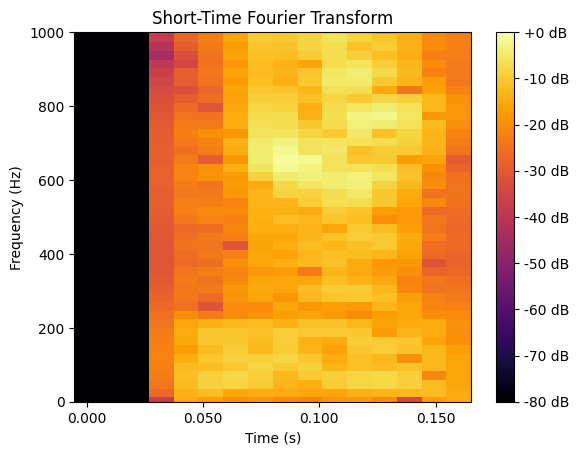 Short-Time Fourier Transform
Frequency (Hz)
1000
800
600
400
200
0
0.000 0.050 0.100 0.150
Time (s)
+0 dB
-10 dB
-20 dB
-30 dB
-40 dB
-50 dB
-60 dB
-70 dB
-80 dB